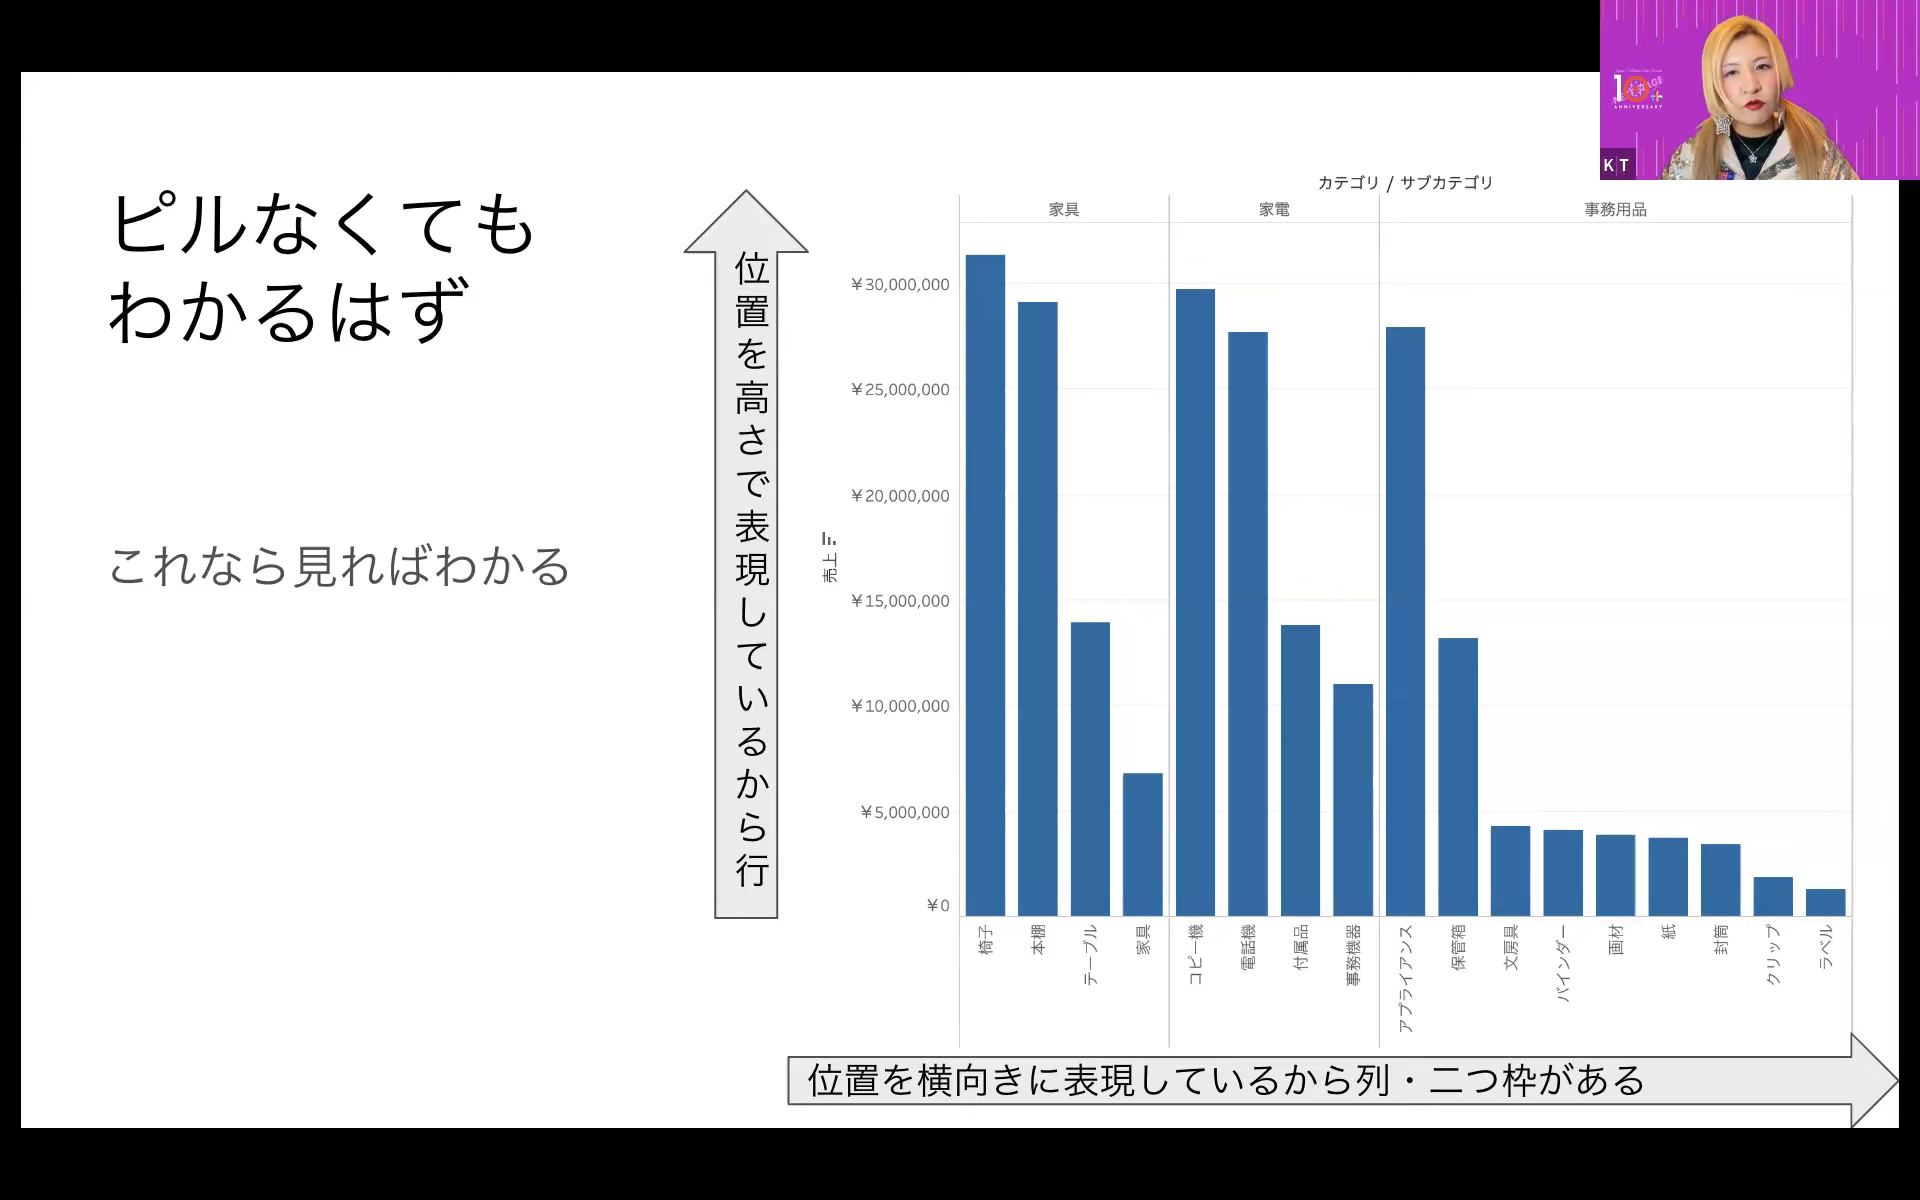 ピルなくても
わかるはず
これなら見ればわかる
位置を高さで表現しているから行
カテゴリ / サブカテゴリ
家具
家電
事務用品
売上
￥30,000,000
￥25,000,000
￥20,000,000
￥15,000,000
￥10,000,000
￥5,000,000
￥0
椅子
本棚
テーブル
家具
コピー機
電話機
付属品
事務機器
アプライアンス
保管箱
文房具
バインダー
画材
紙
封筒
クリップ
ラベル
位置を横向きに表現しているから列・二つ枠がある
10th
ANNIVERSARY
K T